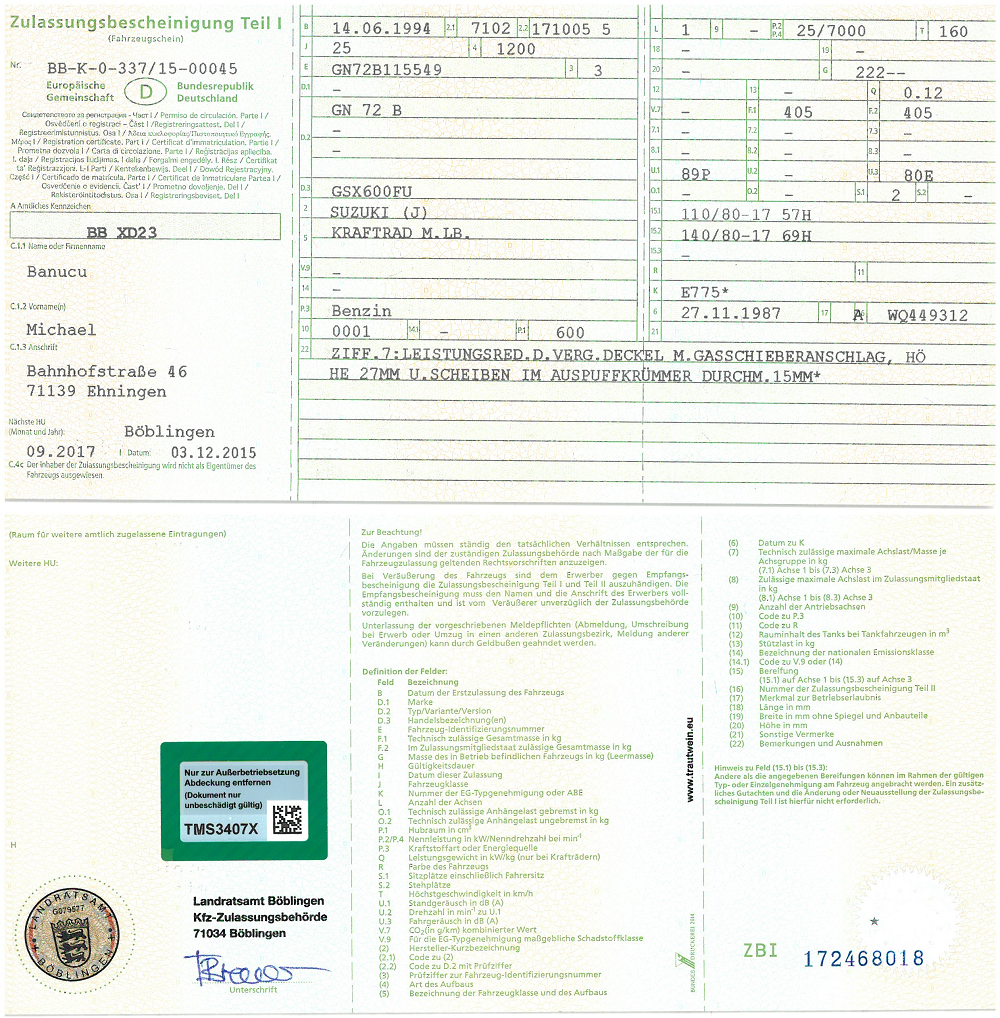 Zulassungsbescheinigung Teil I
(Fahrzeugschein)
Nr. BB-K-0-337/15-00045
Europäische Gemeinschaft D Bundesrepublik Deutschland
Свидетелството за регистрация - Част I / Permiso de circulación. Parte I /
Osvědčení o registraci - Část I / Registreringsattest. Del I /
Registreerimistunnistus. Osa I / Άδεια κυκλοφορίας/Πιστοποιητικό Εγγραφής.
Μέρος I / Registration certificate. Part I / Certificat d'immatriculation. Partie I /
Prometna dozvola I / Carta di circolazione. Parte I / Reģistrācijas apliecība.
I. daļa / Registracijos liudijimas. I dalis / Forgalmi engedély. I. Rész / Ċertifikat
ta' Reġistrazzjoni. L-I Parti / Kentekenbewijs. Deel I / Dowód Rejestracyjny.
Część I / Certificado de matrícula. Parte I / Certificat de înmatriculare Partea I /
Osvedčenie o evidencii. Časť I / Prometno dovoljenje. Del I /
Rekisteröintitodistus. Osa I / Registreringsbeviset. Del I
A Amtliches Kennzeichen
BB XD23
C.1.1 Name oder Firmenname
Banucu
C.1.2 Vorname(n)
Michael
C.1.3 Anschrift
Bahnhofstraße 46
71139 Ehningen
Nächste HU
(Monat und Jahr): Böblingen
09.2017 I Datum: 03.12.2015
C.4c Der Inhaber der Zulassungsbescheinigung wird nicht als Eigentümer des
Fahrzeugs ausgewiesen.
B 14.06.1994 2.1 7102 2.2 171005 5
J 25 4 1200
E GN72B115549 3 3
D.1 –
GN 72 B
D.2 –
–
D.3 GSX600FU
2 SUZUKI (J)
5 KRAFTRAD M.LB.
V.9 –
14 –
P.3 Benzin
10 0001 14.1 – P.1 600
L 1 9 – P.2 P.4 25/7000 T 160
18 – 19 –
20 – G 222--
12 13 – Q 0.12
V.7 F.1 405 F.2 405
7.1 – 7.2 – 7.3 –
8.1 – 8.2 – 8.3 –
U.1 89P U.2 – U.3 80E
O.1 – O.2 – S.1 2 S.2 –
15.1 110/80-17 57H
15.2 140/80-17 69H
15.3 –
R 11
K E775*
6 27.11.1987 17 A 16 WQ449312
21
22 ZIFF.7:LEISTUNGSRED.D.VERG.DECKEL M.GASSCHIEBERANSCHLAG, HÖ
HE 27MM U.SCHEIBEN IM AUSPUFFKRÜMMER DURCHM.15MM*
(Raum für weitere amtlich zugelassene Eintragungen)
Weitere HU:
Nur zur Außerbetriebsetzung
Abdeckung entfernen
(Dokument nur
unbeschädigt gültig)
TMS3407X
H
LANDRATSAMT
G079577
BÖBLINGEN
Landratsamt Böblingen
Kfz-Zulassungsbehörde
71034 Böblingen
Unterschrift
Zur Beachtung!
Die Angaben müssen ständig den tatsächlichen Verhältnissen entsprechen.
Änderungen sind der zuständigen Zulassungsbehörde nach Maßgabe der für die
Fahrzeugzulassung geltenden Rechtsvorschriften anzuzeigen.
Bei Veräußerung des Fahrzeugs sind dem Erwerber gegen Empfangs-
bescheinigung die Zulassungsbescheinigung Teil I und Teil II auszuhändigen. Die
Empfangsbescheinigung muss den Namen und die Anschrift des Erwerbers voll-
ständig enthalten und ist vom Veräußerer unverzüglich der Zulassungsbehörde
vorzulegen.
Unterlassung der vorgeschriebenen Meldepflichten (Abmeldung, Umschreibung
bei Erwerb oder Umzug in einen anderen Zulassungsbezirk, Meldung anderer
Veränderungen) kann durch Geldbußen geahndet werden.
Definition der Felder:
Feld Bezeichnung
B Datum der Erstzulassung des Fahrzeugs
D.1 Marke
D.2 Typ/Variante/Version
D.3 Handelsbezeichnung(en)
E Fahrzeug-Identifizierungsnummer
F.1 Technisch zulässige Gesamtmasse in kg
F.2 Im Zulassungsmitgliedstaat zulässige Gesamtmasse in kg
G Masse des in Betrieb befindlichen Fahrzeugs in kg (Leermasse)
H Gültigkeitsdauer
I Datum dieser Zulassung
J Fahrzeugklasse
K Nummer der EG-Typgenehmigung oder ABE
L Anzahl der Achsen
O.1 Technisch zulässige Anhängelast gebremst in kg
O.2 Technisch zulässige Anhängelast ungebremst in kg
P.1 Hubraum in cm³
P.2/P.4 Nennleistung in kW/Nenndrehzahl bei min⁻¹
P.3 Kraftstoffart oder Energiequelle
Q Leistungsgewicht in kW/kg (nur bei Krafträdern)
R Farbe des Fahrzeugs
S.1 Sitzplätze einschließlich Fahrersitz
S.2 Stehplätze
T Höchstgeschwindigkeit in km/h
U.1 Standgeräusch in dB (A)
U.2 Drehzahl in min⁻¹ zu U.1
U.3 Fahrgeräusch in dB (A)
V.7 CO₂(in g/km) kombinierter Wert
V.9 Für die EG-Typgenehmigung maßgebliche Schadstoffklasse
(2) Hersteller-Kurzbezeichnung
(2.1) Code zu (2)
(2.2) Code zu D.2 mit Prüfziffer
(3) Prüfziffer zur Fahrzeug-Identifizierungsnummer
(4) Art des Aufbaus
(5) Bezeichnung der Fahrzeugklasse und des Aufbaus
www.trautwein.eu
BUNDESDRUCKEREI 2014
(6) Datum zu K
(7) Technisch zulässige maximale Achslast/Masse je
Achsgruppe in kg
(7.1) Achse 1 bis (7.3) Achse 3
(8) Zulässige maximale Achslast im Zulassungsmitgliedstaat
in kg
(8.1) Achse 1 bis (8.3) Achse 3
(9) Anzahl der Antriebsachsen
(10) Code zu P.3
(11) Code zu R
(12) Rauminhalt des Tanks bei Tankfahrzeugen in m³
(13) Stützlast in kg
(14) Bezeichnung der nationalen Emissionsklasse
(14.1) Code zu V.9 oder (14)
(15) Bereifung
(15.1) auf Achse 1 bis (15.3) auf Achse 3
(16) Nummer der Zulassungsbescheinigung Teil II
(17) Merkmal zur Betriebserlaubnis
(18) Länge in mm
(19) Breite in mm ohne Spiegel und Anbauteile
(20) Höhe in mm
(21) Sonstige Vermerke
(22) Bemerkungen und Ausnahmen
Hinweis zu Feld (15.1) bis (15.3):
Andere als die angegebenen Bereifungen können im Rahmen der gültigen
Typ- oder Einzelgenehmigung am Fahrzeug angebracht werden. Ein zusätz-
liches Gutachten und die Änderung oder Neuausstellung der Zulassungsbe-
scheinigung Teil I ist hierfür nicht erforderlich.
ZBI 172468018